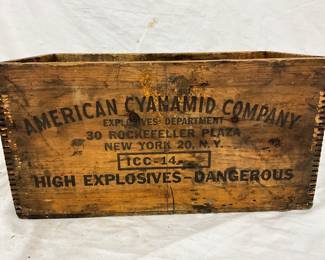 AMERICAN CYANAMID COMPANY
EXPLOSIVES DEPARTMENT
30 ROCKEFELLER PLAZA
NEW YORK 20, N.Y.
ICC-14
HIGH EXPLOSIVES-DANGEROUS